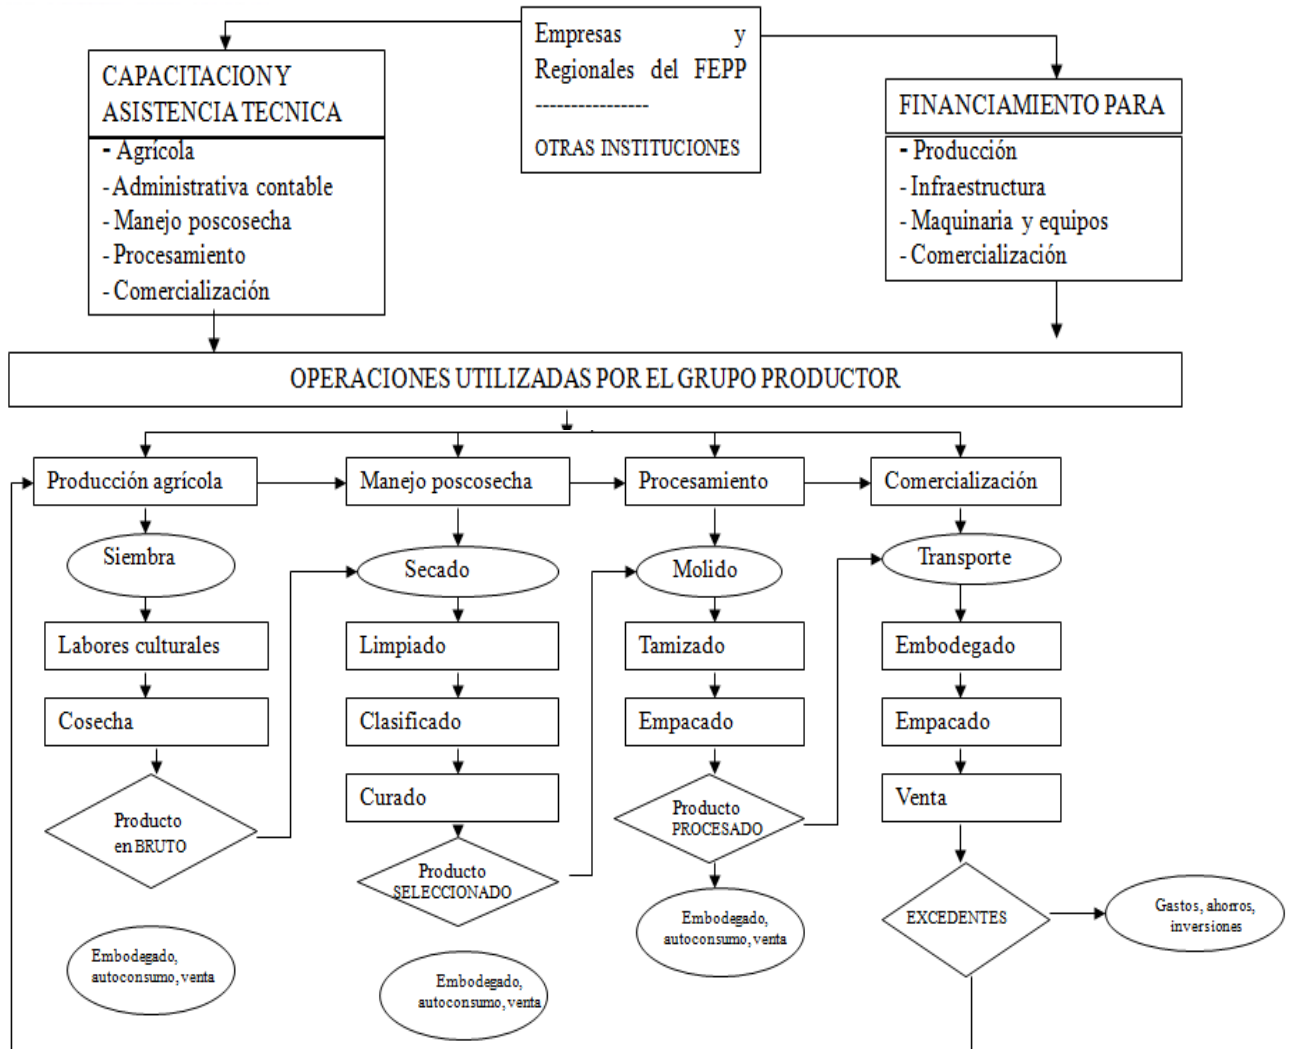 Empresas y
Regionales del FEPP
----------------
OTRAS INSTITUCIONES
CAPACITACION Y
ASISTENCIA TECNICA
- Agrícola
- Administrativa contable
- Manejo poscosecha
- Procesamiento
- Comercialización
FINANCIAMIENTO PARA
- Producción
- Infraestructura
- Maquinaria y equipos
- Comercialización
OPERACIONES UTILIZADAS POR EL GRUPO PRODUCTOR
Producción agrícola
Siembra
Labores culturales
Cosecha
Producto
en BRUTO
Embodegado,
autoconsumo, venta
Manejo poscosecha
Secado
Limpiado
Clasificado
Curado
Producto
SELECCIONADO
Embodegado,
autoconsumo, venta
Procesamiento
Molido
Tamizado
Empacado
Producto
PROCESADO
Embodegado,
autoconsumo, venta
Comercialización
Transporte
Embodegado
Empacado
Venta
EXCEDENTES
Gastos, ahorros,
inversiones